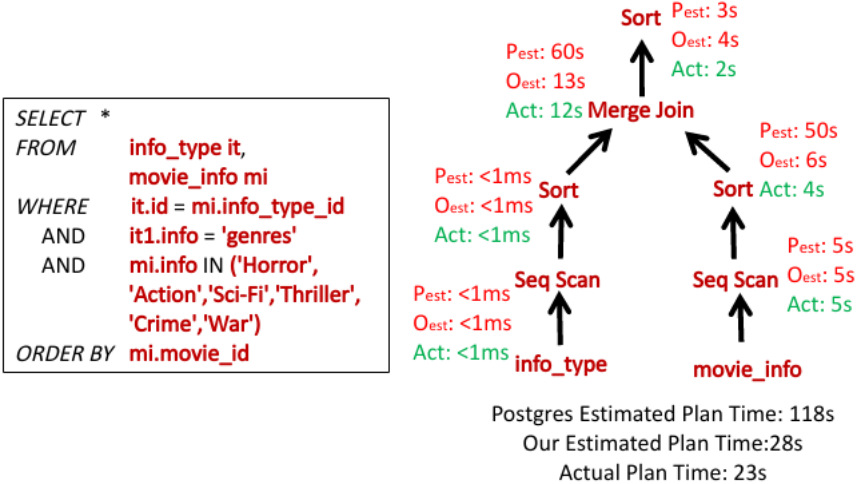 SELECT *
FROM info_type it,
movie_info mi
WHERE it.id = mi.info_type_id
AND it1.info = 'genres'
AND mi.info IN ('Horror',
'Action','Sci-Fi','Thriller',
'Crime','War')
ORDER BY mi.movie_id
Sort
Pest: 3s
Oest: 4s
Act: 2s
Pest: 60s
Oest: 13s
Act: 12s
Merge Join
Pest: <1ms
Oest: <1ms
Act: <1ms
Sort
Sort
Pest: 50s
Oest: 6s
Act: 4s
Seq Scan
Pest: <1ms
Oest: <1ms
Act: <1ms
info_type
Seq Scan
Pest: 5s
Oest: 5s
Act: 5s
movie_info
Postgres Estimated Plan Time: 118s
Our Estimated Plan Time:28s
Actual Plan Time: 23s